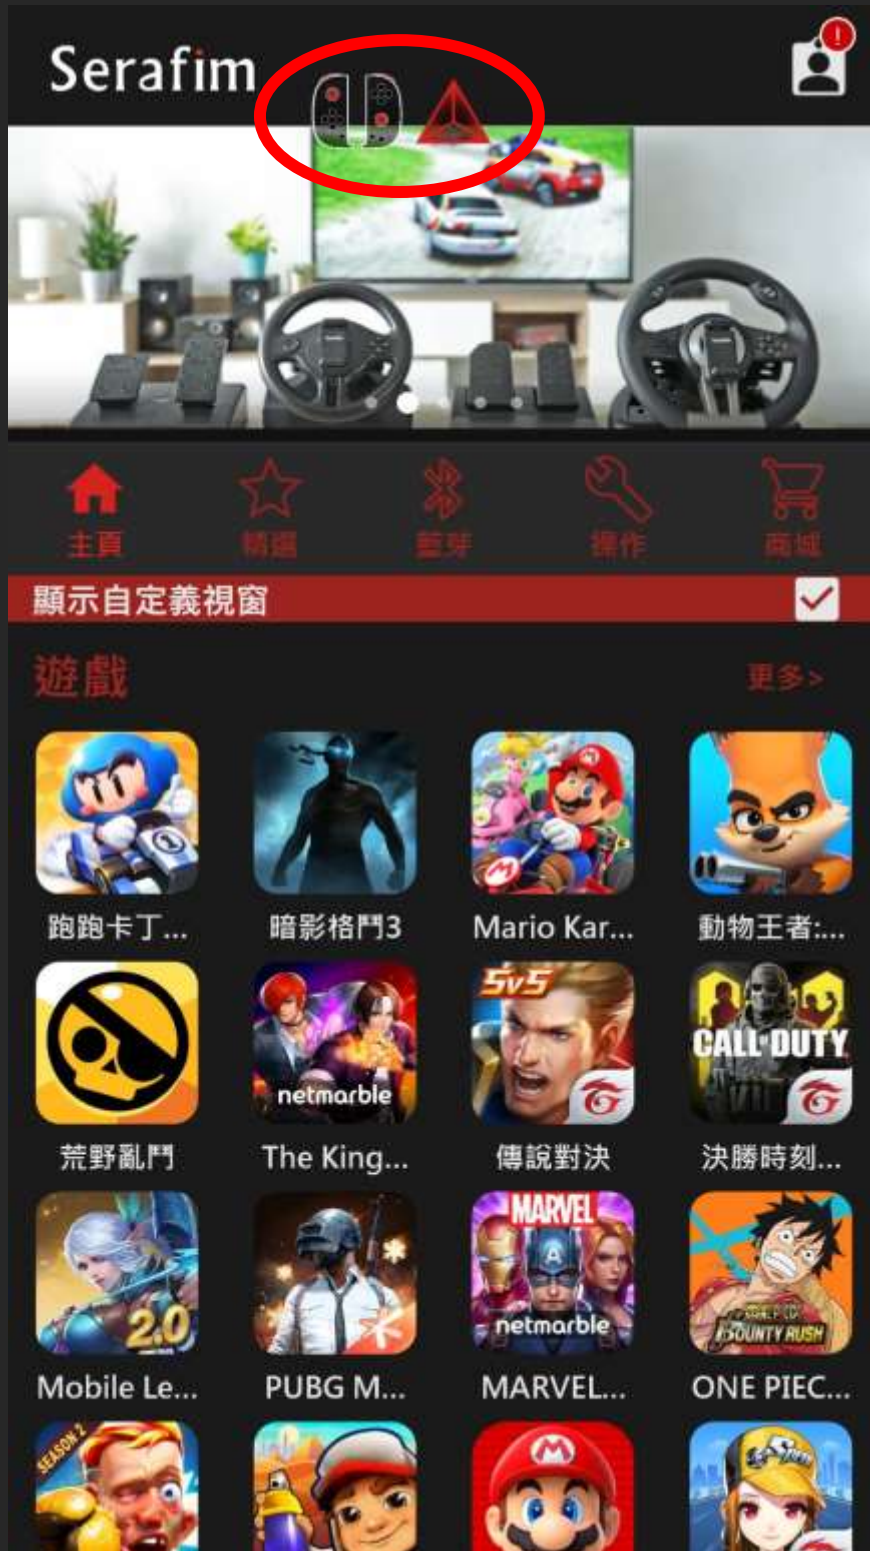 Serafim
!
主頁
精選
藍芽
操作
商城
顯示自定義視窗
遊戲
更多>
跑跑卡丁...
暗影格鬥3
Mario Kar...
動物王者:...
5v5
CALL·DUTY
netmarble
荒野亂鬥
The King...
傳說對決
決勝時刻...
MARVEL
2.0
netmarble
BOUNTY RUSH
Mobile Le...
PUBG M...
MARVEL...
ONE PIEC...
SEASON 2